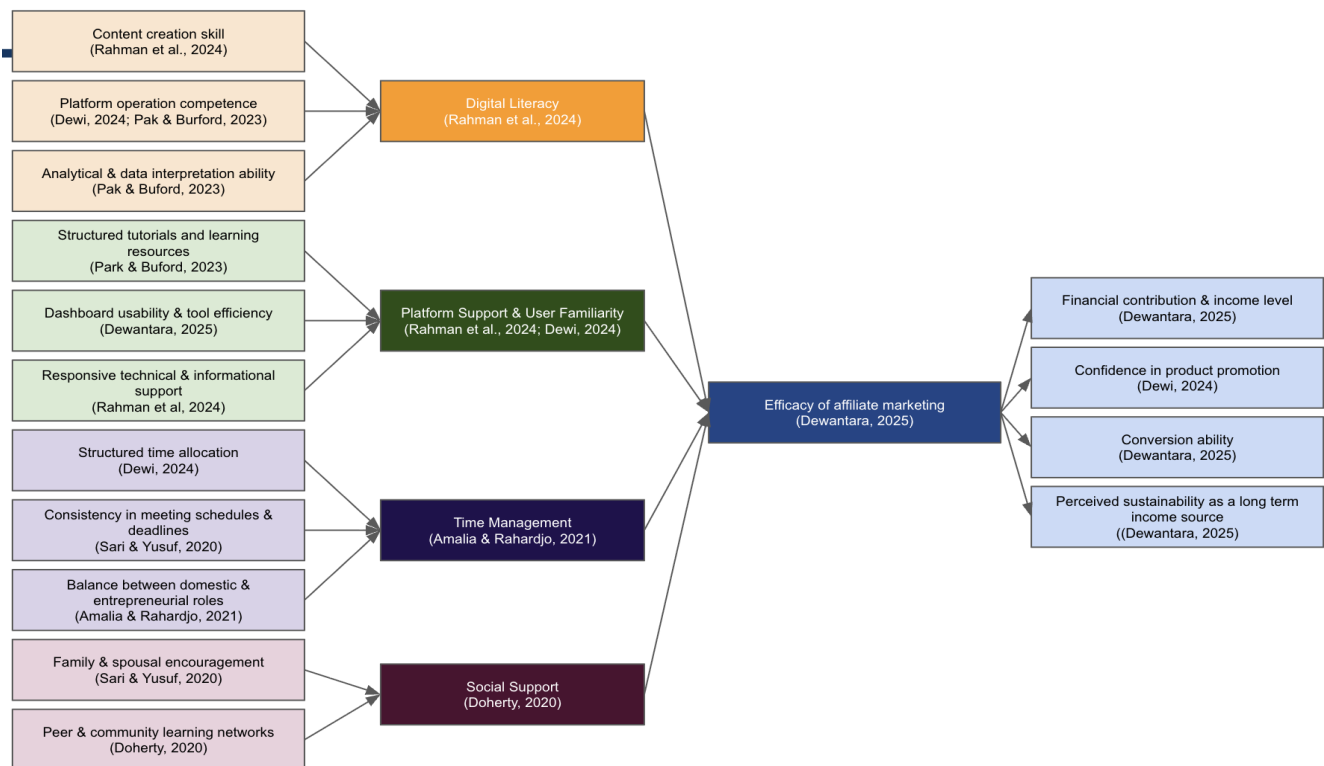 Content creation skill
(Rahman et al., 2024)
Platform operation competence
(Dewi, 2024; Pak & Burford, 2023)
Analytical & data interpretation ability
(Pak & Buford, 2023)
Structured tutorials and learning
resources
(Park & Buford, 2023)
Dashboard usability & tool efficiency
(Dewantara, 2025)
Responsive technical & informational
support
(Rahman et al, 2024)
Structured time allocation
(Dewi, 2024)
Consistency in meeting schedules &
deadlines
(Sari & Yusuf, 2020)
Balance between domestic &
entrepreneurial roles
(Amalia & Rahardjo, 2021)
Family & spousal encouragement
(Sari & Yusuf, 2020)
Peer & community learning networks
(Doherty, 2020)
Digital Literacy
(Rahman et al., 2024)
Platform Support & User Familiarity
(Rahman et al., 2024; Dewi, 2024)
Time Management
(Amalia & Rahardjo, 2021)
Social Support
(Doherty, 2020)
Efficacy of affiliate marketing
(Dewantara, 2025)
Financial contribution & income level
(Dewantara, 2025)
Confidence in product promotion
(Dewi, 2024)
Conversion ability
(Dewantara, 2025)
Perceived sustainability as a long term
income source
((Dewantara, 2025)